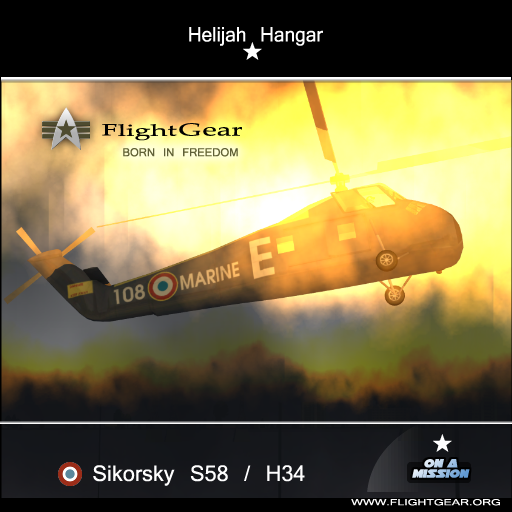 Helijah Hangar
FlightGear
BORN IN FREEDOM
108 MARINE E
Sikorsky S58 / H34
ON A
MISSION
WWW.FLIGHTGEAR.ORG